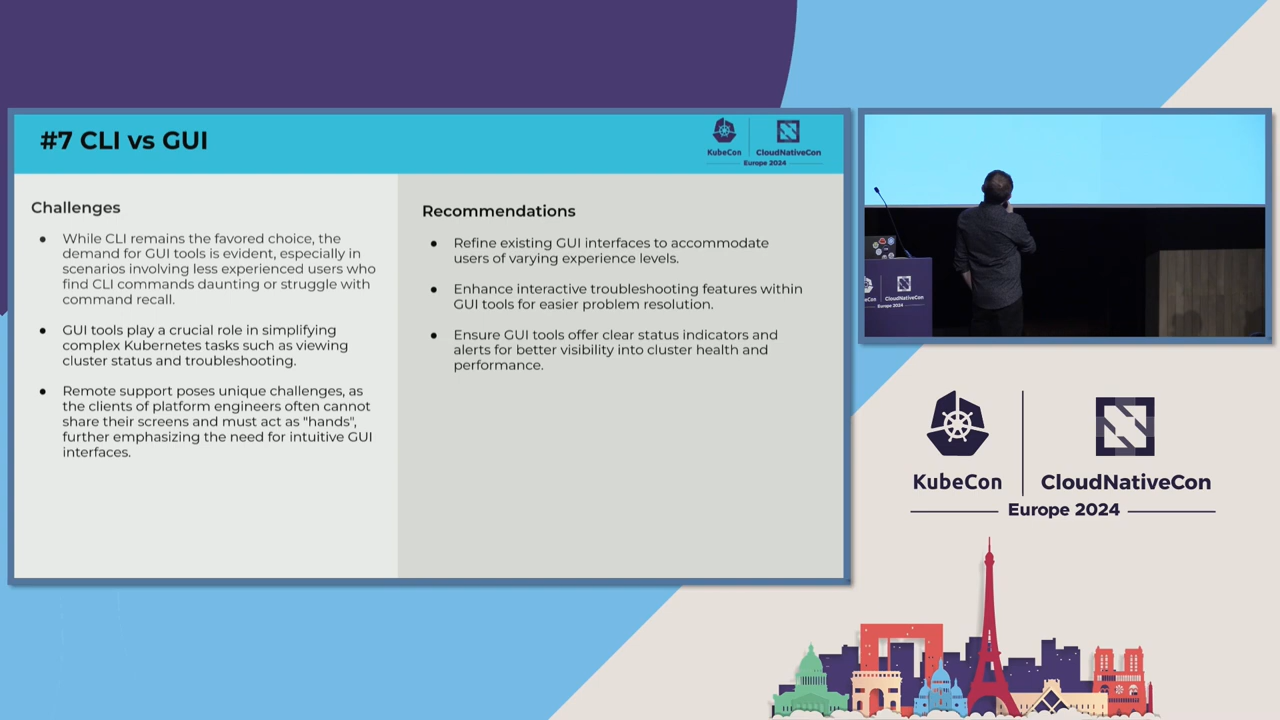 #7 CLI vs GUI
KubeCon
CloudNativeCon
Europe 2024
Challenges
● While CLI remains the favored choice, the
demand for GUI tools is evident, especially in
scenarios involving less experienced users who
find CLI commands daunting or struggle with
command recall.
● GUI tools play a crucial role in simplifying
complex Kubernetes tasks such as viewing
cluster status and troubleshooting.
● Remote support poses unique challenges, as
the clients of platform engineers often cannot
share their screens and must act as "hands",
further emphasizing the need for intuitive GUI
interfaces.
Recommendations
● Refine existing GUI interfaces to accommodate
users of varying experience levels.
● Enhance interactive troubleshooting features within
GUI tools for easier problem resolution.
● Ensure GUI tools offer clear status indicators and
alerts for better visibility into cluster health and
performance.
CloudNativeCon
Europe 2024
KubeCon
CloudNativeCon
Europe 2024